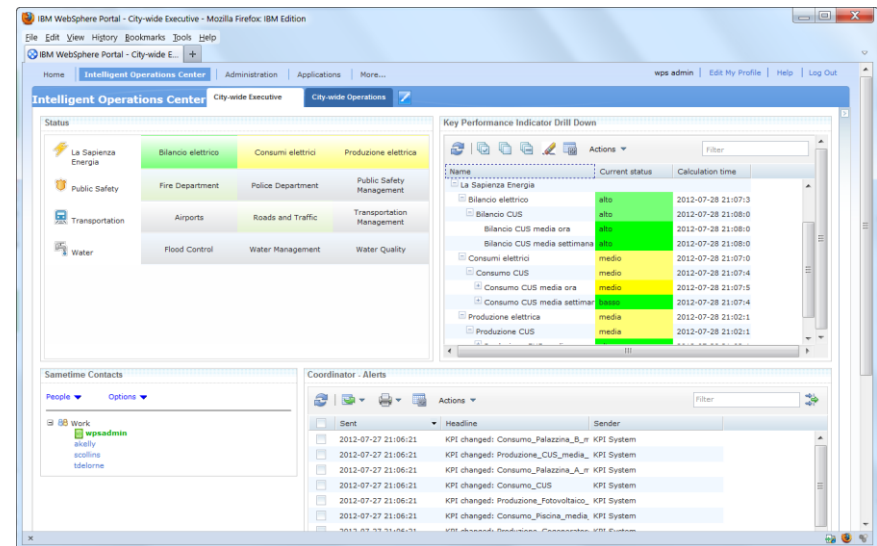 IBM WebSphere Portal - City-wide Executive - Mozilla Firefox: IBM Edition
File Edit View History Bookmarks Tools Help
IBM WebSphere Portal - City-wide E... +
Home Intelligent Operations Center Administration Applications More... wps admin Edit My Profile Help Log Out
Intelligent Operations Center City-wide Executive City-wide Operations
Status
La Sapienza Energia Bilancio elettrico Consumi elettrici Produzione elettrica
Public Safety Fire Department Police Department Public Safety Management
Transportation Airports Roads and Traffic Transportation Management
Water Flood Control Water Management Water Quality
Key Performance Indicator Drill Down
Actions Filter
Name Current status Calculation time
La Sapienza Energia
Bilancio elettrico alto 2012-07-28 21:07:3
Bilancio CUS alto 2012-07-28 21:08:0
Bilancio CUS media ora alto 2012-07-28 21:08:0
Bilancio CUS media settimana alto 2012-07-28 21:08:0
Consumi elettrici medio 2012-07-28 21:07:0
Consumo CUS medio 2012-07-28 21:07:4
Consumo CUS media ora medio 2012-07-28 21:07:5
Consumo CUS media settimar basso 2012-07-28 21:07:4
Produzione elettrica media 2012-07-28 21:02:1
Produzione CUS media 2012-07-28 21:02:1
Sametime Contacts
People Options
Work
wpsadmin
akelly
scollins
tdelorne
Coordinator - Alerts
Actions Filter
Sent Headline Sender
2012-07-27 21:06:21 KPI changed: Consumo_Palazzina_B_m KPI System
2012-07-27 21:06:21 KPI changed: Produzione_CUS_media_ KPI System
2012-07-27 21:06:21 KPI changed: Consumo_Palazzina_A_m KPI System
2012-07-27 21:06:21 KPI changed: Consumo_CUS KPI System
2012-07-27 21:06:21 KPI changed: Produzione_Fotovoltaico_ KPI System
2012-07-27 21:06:21 KPI changed: Consumo_Piscina_media_ KPI System